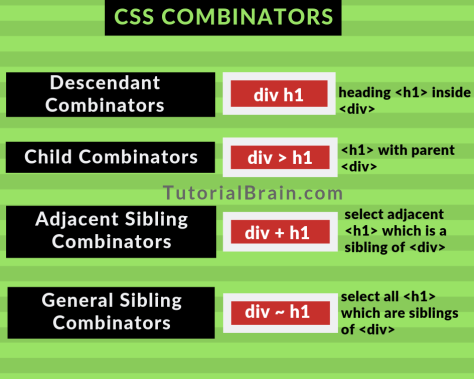 CSS COMBINATORS
Descendant
Combinators
div h1
heading <h1> inside
<div>
Child Combinators
div > h1
<h1> with parent
<div>
TutorialBrain.com
Adjacent Sibling
Combinators
div + h1
select adjacent
<h1> which is a
sibling of <div>
General Sibling
Combinators
div ~ h1
select all <h1>
which are siblings
of <div>